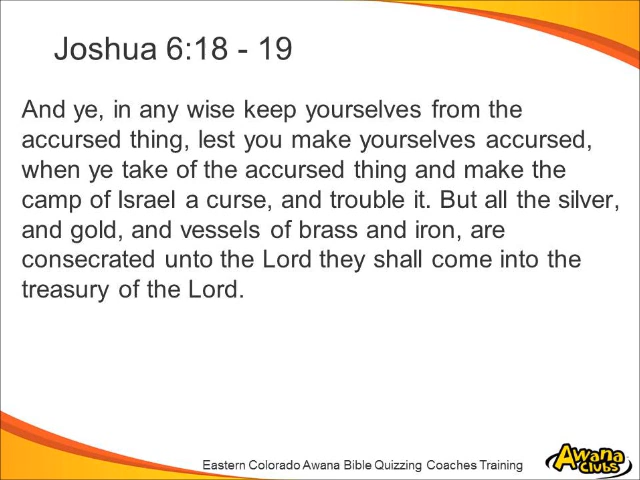 Joshua 6:18 - 19
And ye, in any wise keep yourselves from the
accursed thing, lest you make yourselves accursed,
when ye take of the accursed thing and make the
camp of Israel a curse, and trouble it. But all the silver,
and gold, and vessels of brass and iron, are
consecrated unto the Lord they shall come into the
treasury of the Lord.
Eastern Colorado Awana Bible Quizzing Coaches Training
Awana
Clubs